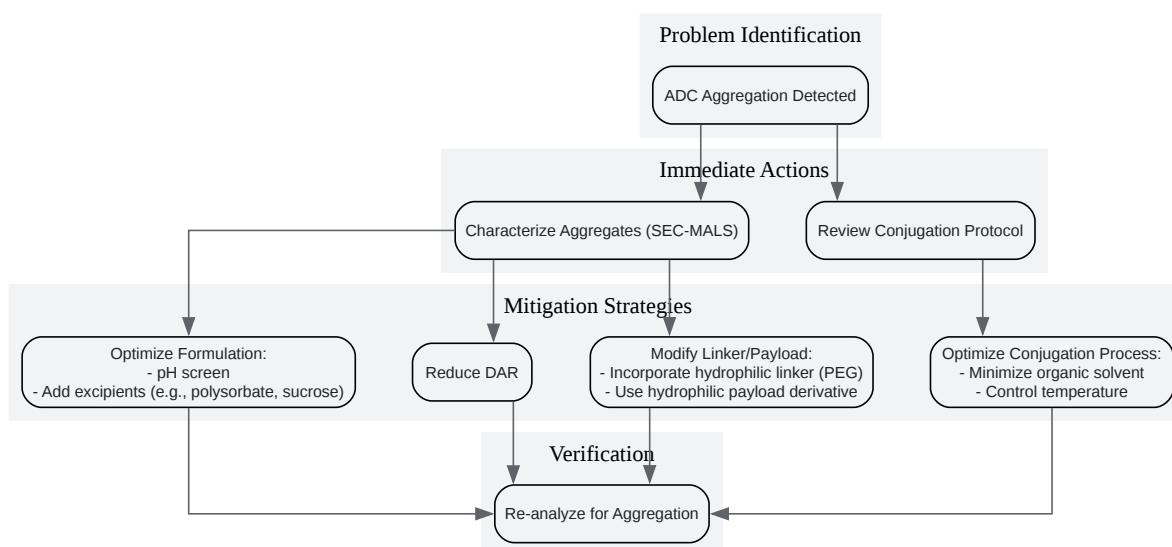 Problem Identification
ADC Aggregation Detected
Immediate Actions
Characterize Aggregates (SEC-MALS)
Review Conjugation Protocol
Mitigation Strategies
Optimize Formulation:
- pH screen
- Add excipients (e.g., polysorbate, sucrose)
Reduce DAR
Modify Linker/Payload:
- Incorporate hydrophilic linker (PEG)
- Use hydrophilic payload derivative
Optimize Conjugation Process:
- Minimize organic solvent
- Control temperature
Verification
Re-analyze for Aggregation